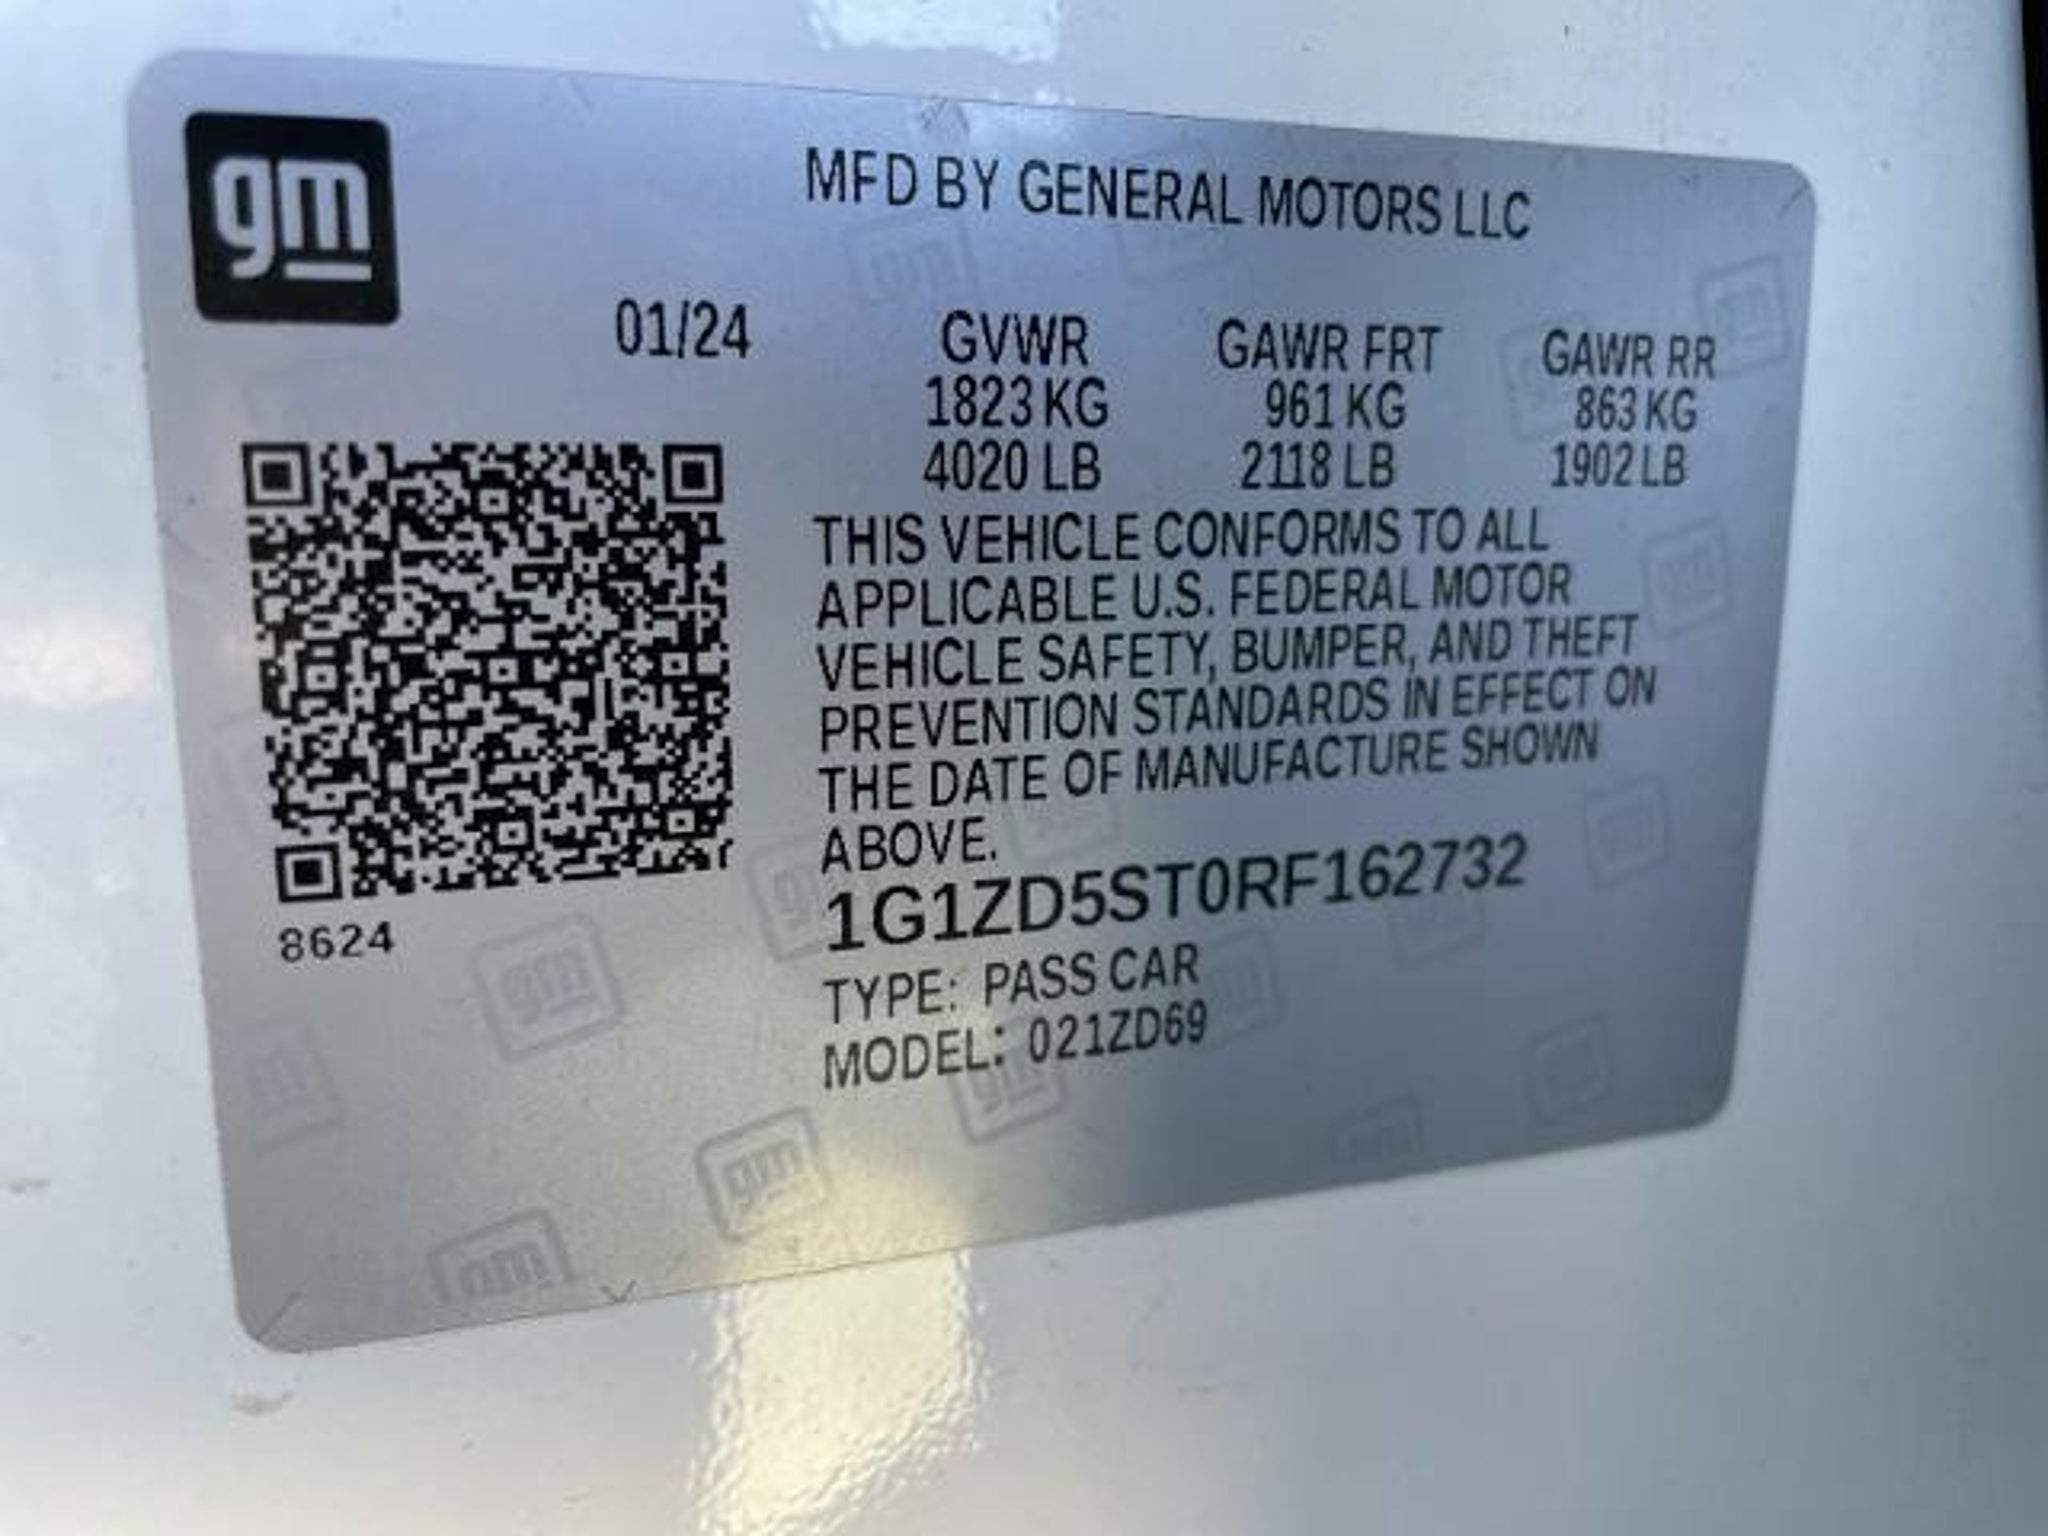 gm
MFD BY GENERAL MOTORS LLC
01/24
GVWR GAWR FRT GAWR RR
1823 KG 961 KG 863 KG
4020 LB 2118 LB 1902 LB
THIS VEHICLE CONFORMS TO ALL
APPLICABLE U.S. FEDERAL MOTOR
VEHICLE SAFETY, BUMPER, AND THEFT
PREVENTION STANDARDS IN EFFECT ON
THE DATE OF MANUFACTURE SHOWN
ABOVE.
1G1ZD5ST0RF162732
TYPE: PASS CAR
MODEL: 021ZD69
8624